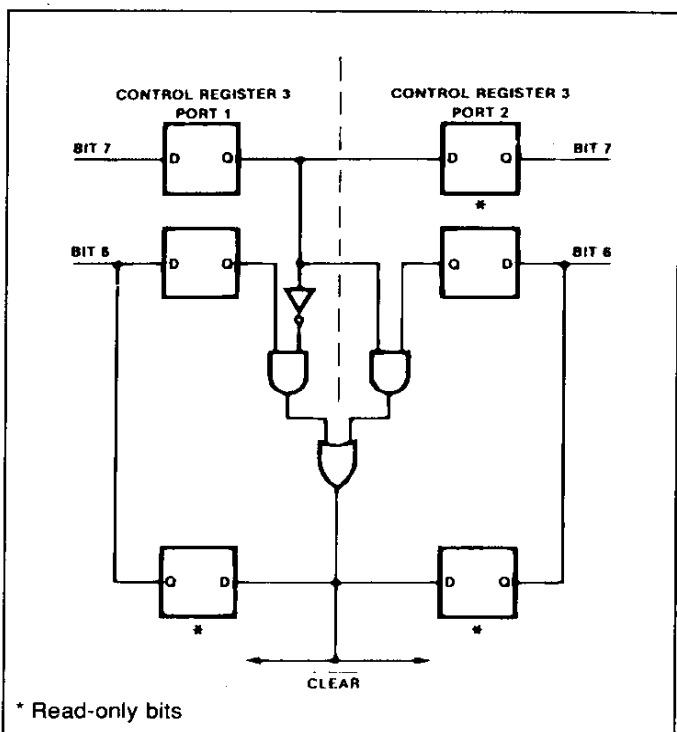 CONTROL REGISTER 3
PORT 1
CONTROL REGISTER 3
PORT 2
BIT 7
D Q
D Q
BIT 7
*
BIT 6
D Q
Q D
BIT 6
Q D
D Q
*
*
CLEAR
* Read-only bits